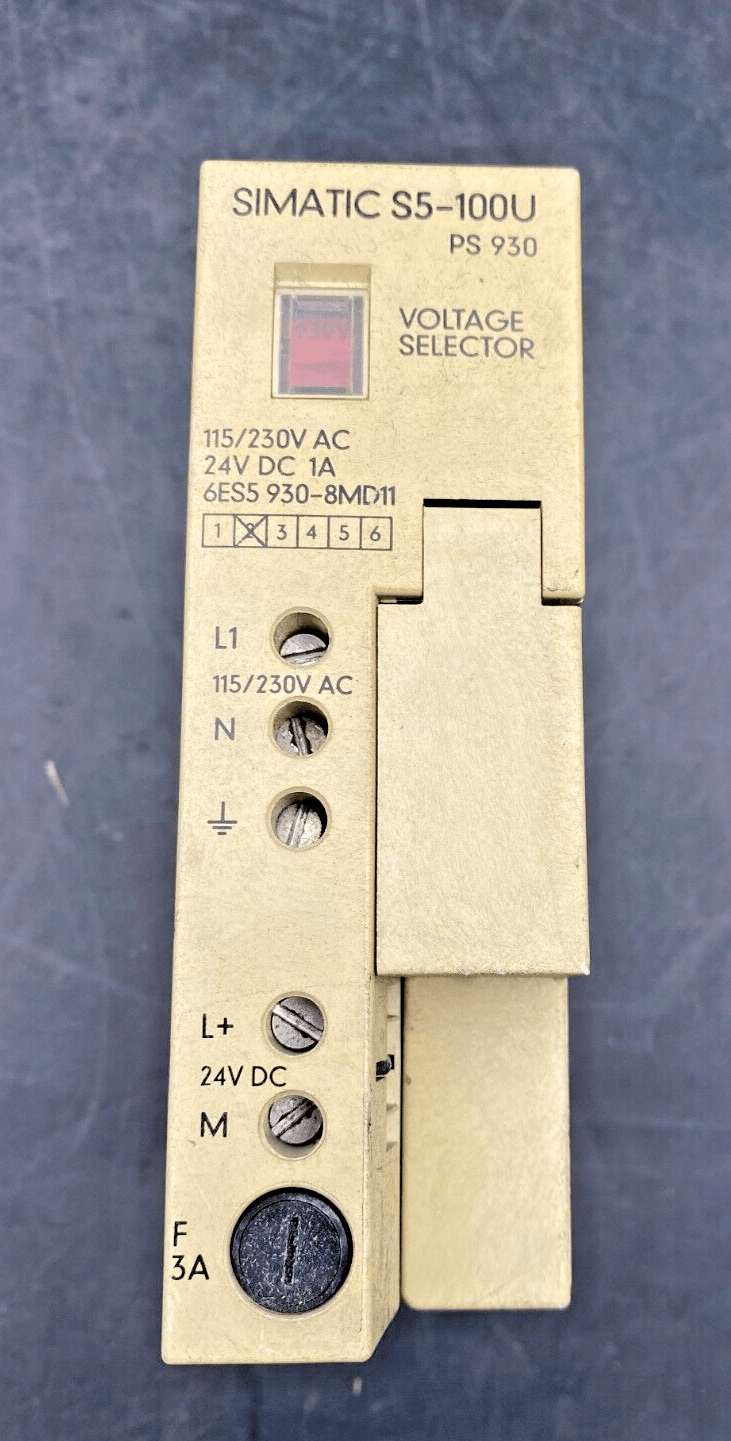 SIMATIC S5-100U
PS 930
230V
VOLTAGE
SELECTOR
115/230V AC
24V DC 1A
6ES5 930-8MD11
1 2 3 4 5 6
L1
115/230V AC
N
L+
24V DC
M
F
3A